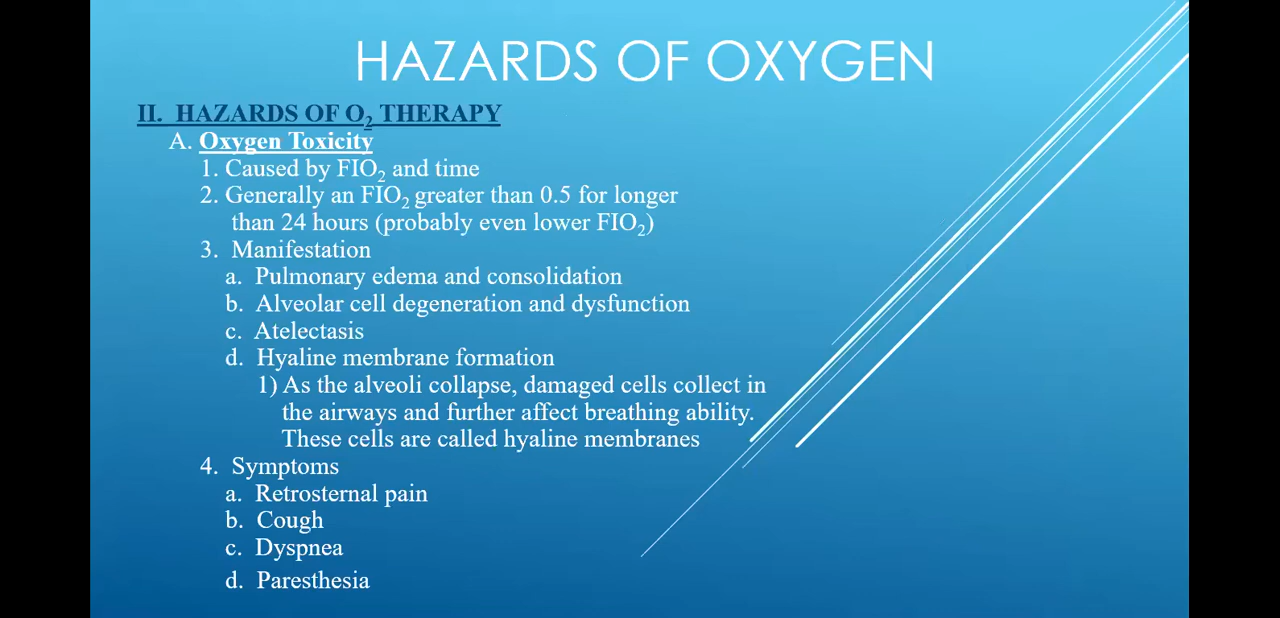 HAZARDS OF OXYGEN
II. HAZARDS OF O₂ THERAPY
A. Oxygen Toxicity
1. Caused by FIO₂ and time
2. Generally an FIO₂ greater than 0.5 for longer
than 24 hours (probably even lower FIO₂)
3. Manifestation
a. Pulmonary edema and consolidation
b. Alveolar cell degeneration and dysfunction
c. Atelectasis
d. Hyaline membrane formation
1) As the alveoli collapse, damaged cells collect in
the airways and further affect breathing ability.
These cells are called hyaline membranes
4. Symptoms
a. Retrosternal pain
b. Cough
c. Dyspnea
d. Paresthesia